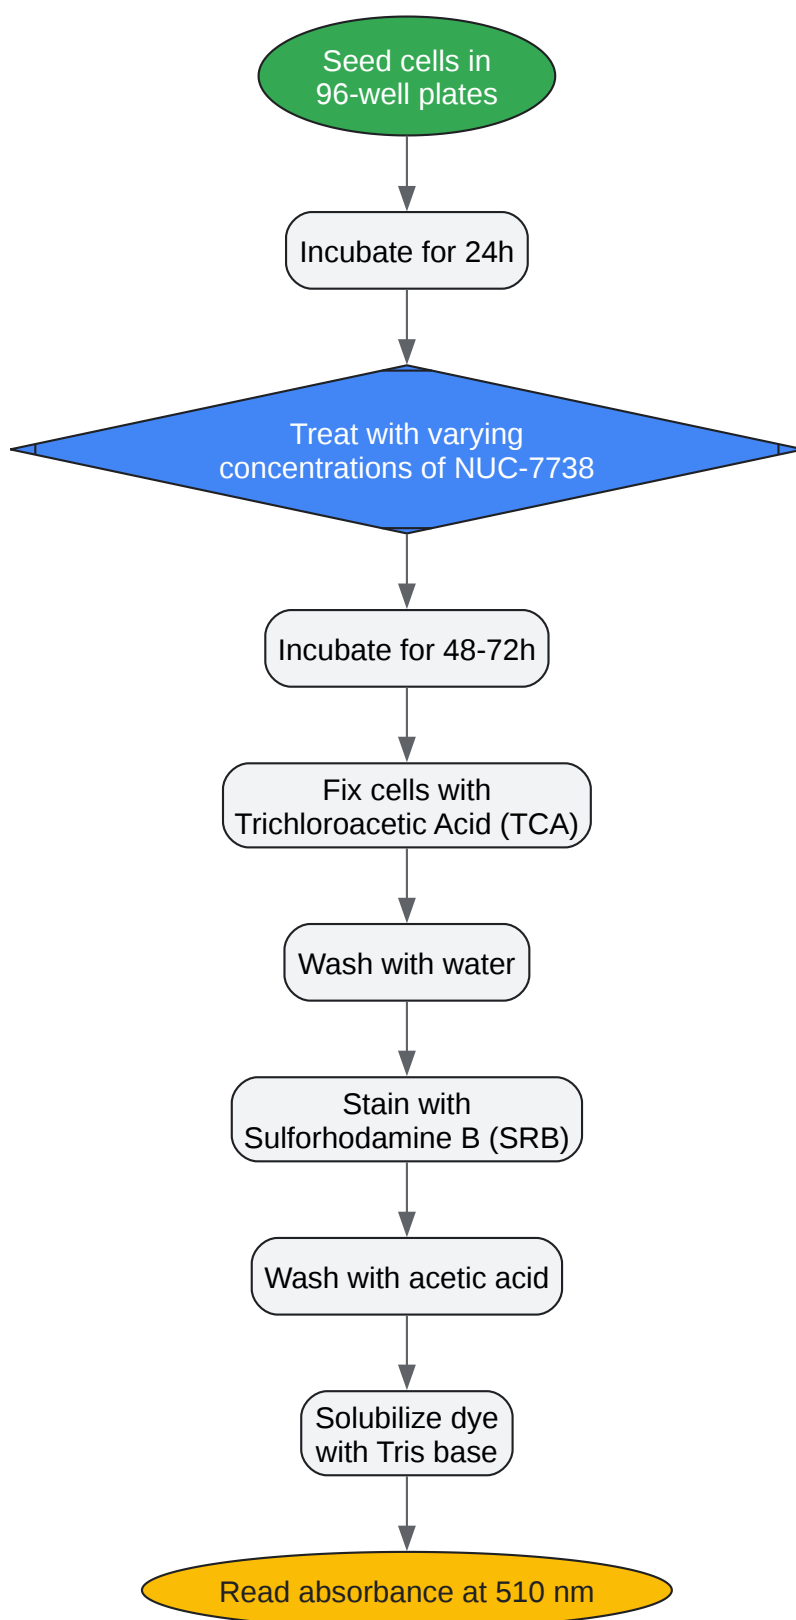 Seed cells in
96-well plates
Incubate for 24h
Treat with varying
concentrations of NUC-7738
Incubate for 48-72h
Fix cells with
Trichloroacetic Acid (TCA)
Wash with water
Stain with
Sulforhodamine B (SRB)
Wash with acetic acid
Solubilize dye
with Tris base
Read absorbance at 510 nm